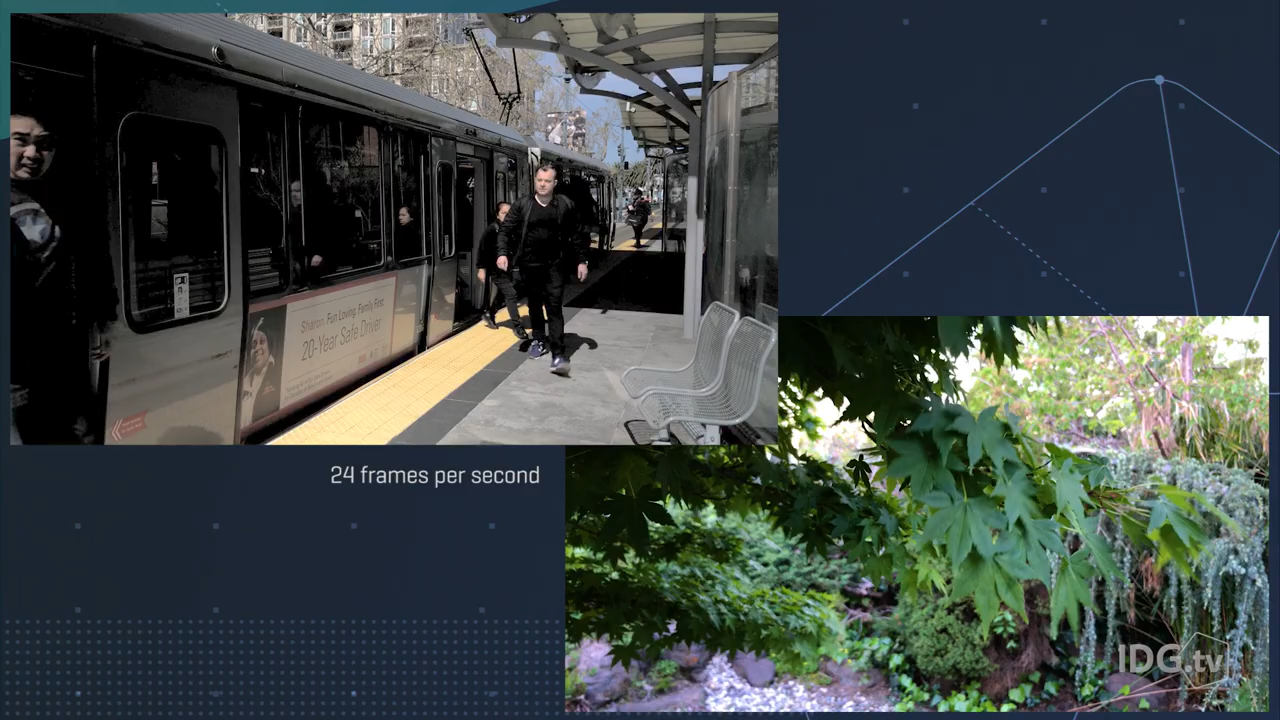 Sharon. Fun Loving. Family First.
20-Year Safe Driver
24 frames per second
IDG.tv